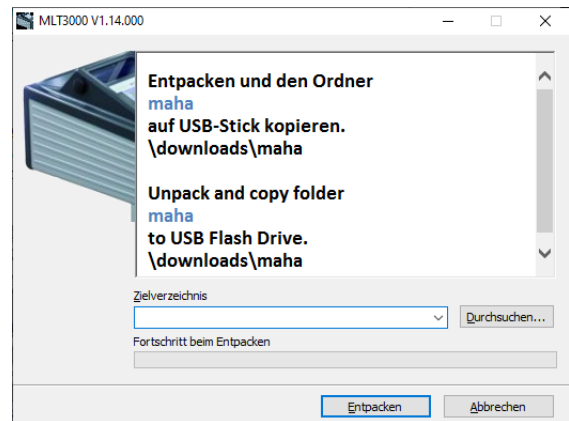 MLT3000 V1.14.000
Entpacken und den Ordner
maha
auf USB-Stick kopieren.
\downloads\maha
Unpack and copy folder
maha
to USB Flash Drive.
\downloads\maha
Zielverzeichnis
Durchsuchen...
Fortschritt beim Entpacken
Entpacken
Abbrechen